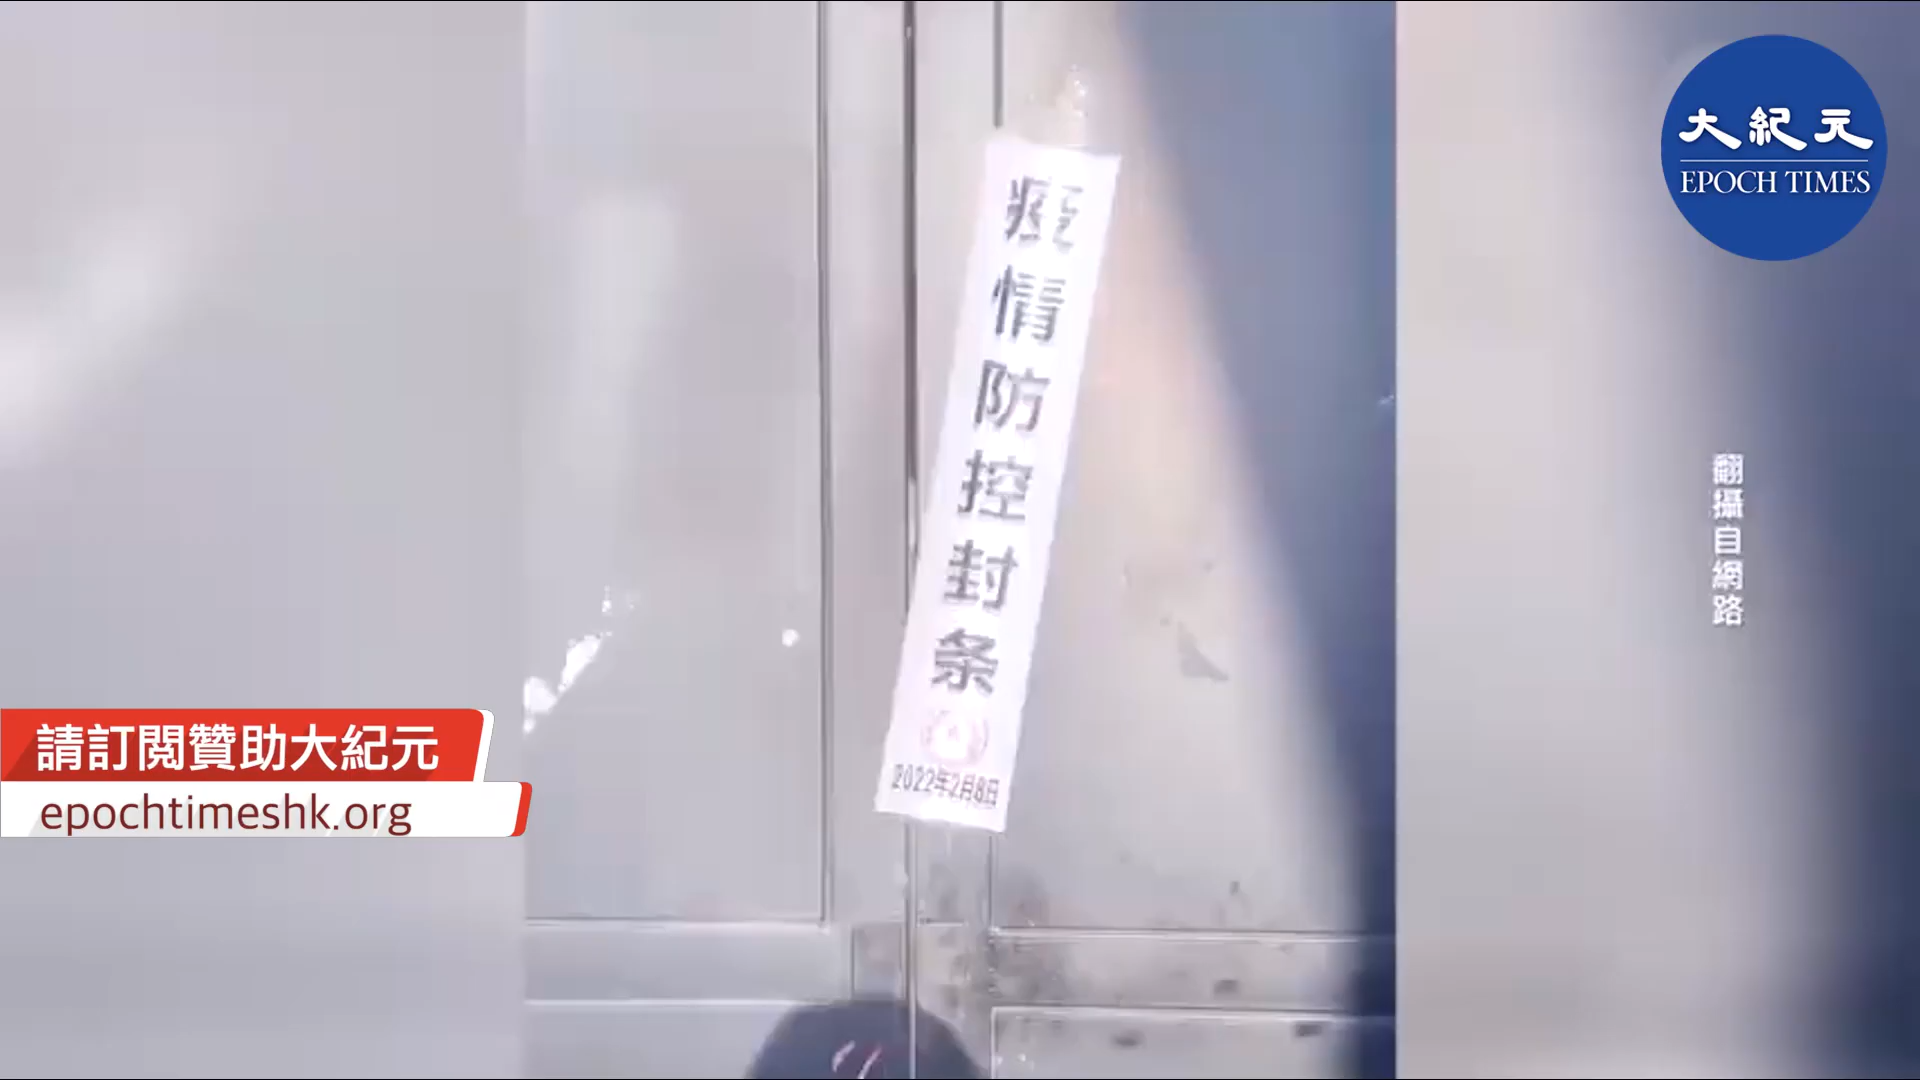 大紀元
EPOCH TIMES
疫情防控封条
2022年2月8日
翻攝自網路
請訂閲贊助大紀元
epochtimeshk.org